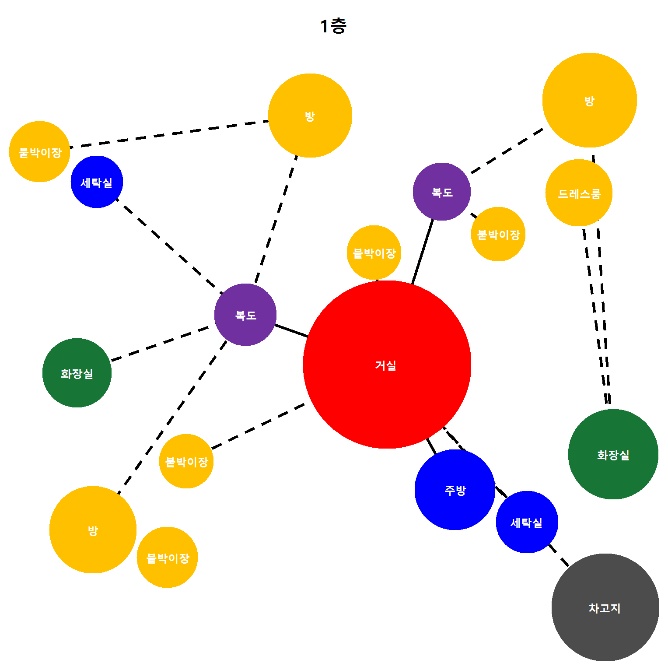 1층
방
방
붙박이장
세탁실
복도
드레스룸
붙박이장
붙박이장
복도
거실
화장실
붙박이장
주방
화장실
방
붙박이장
세탁실
차고지